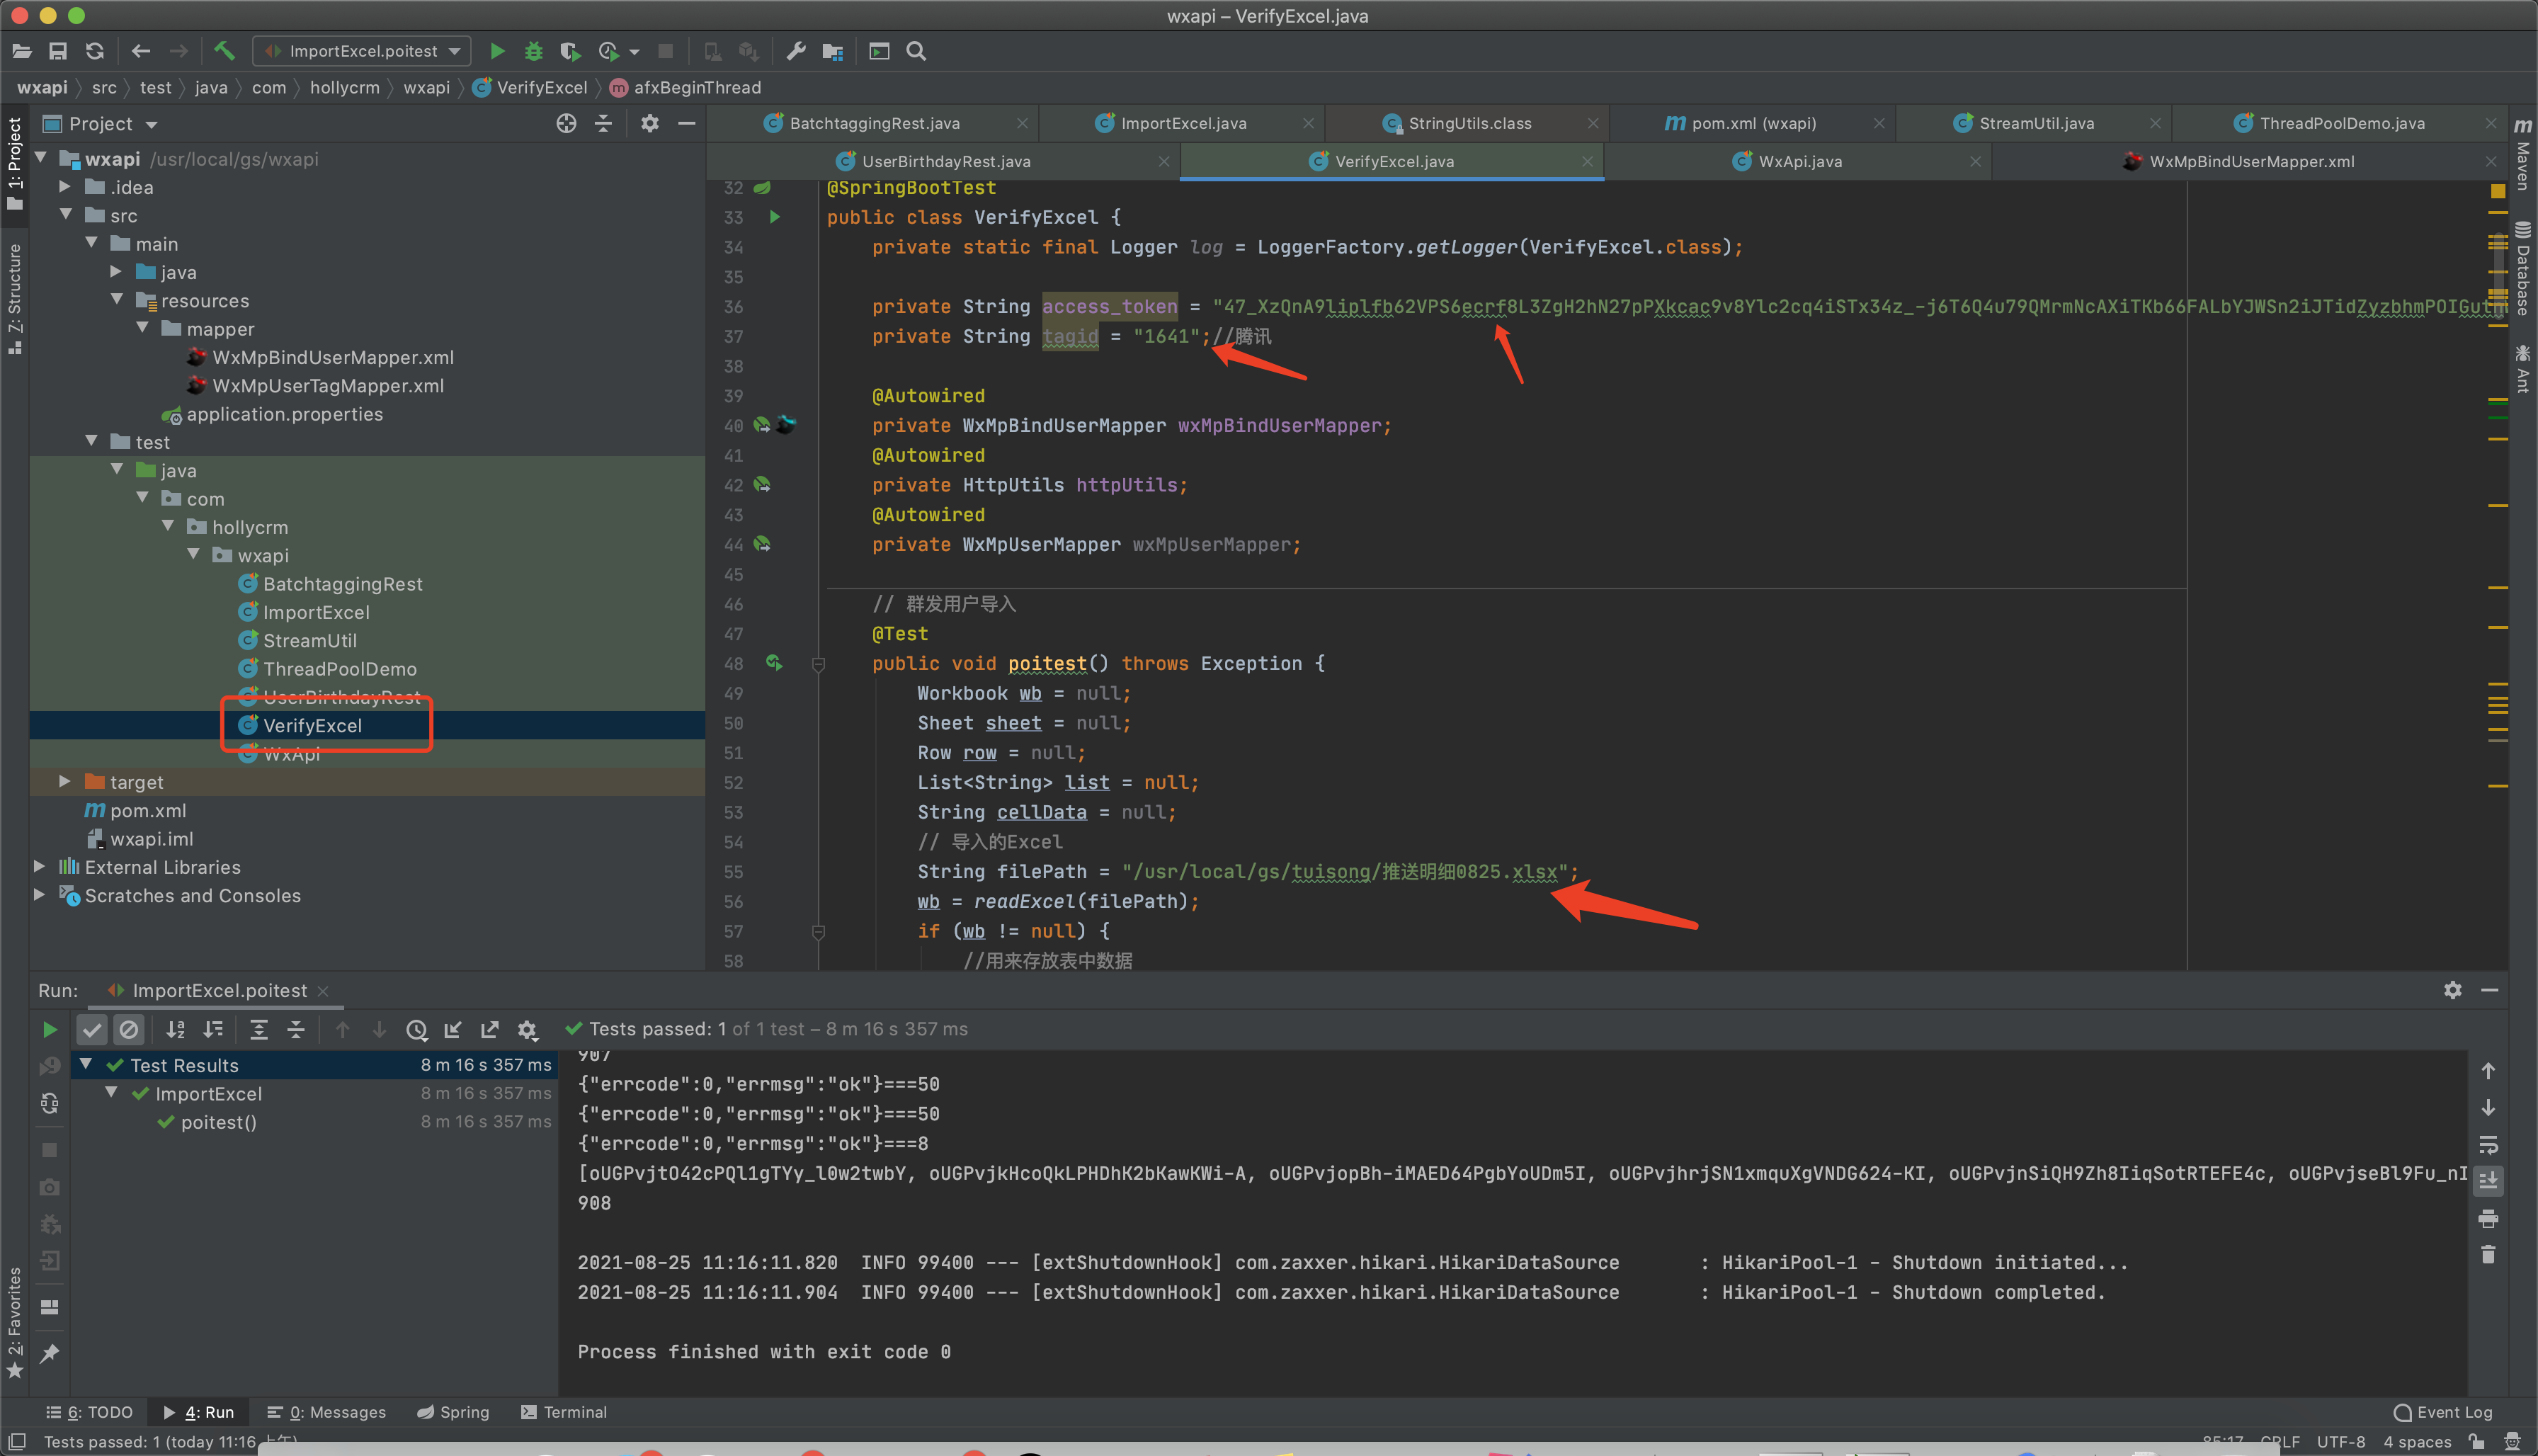 wxapi – VerifyExcel.java
ImportExcel.poitest
wxapi src test java com hollycrm wxapi VerifyExcel afxBeginThread
1: Project
7: Structure
2: Favorites
Project
wxapi /usr/local/gs/wxapi
.idea
src
main
java
resources
mapper
WxMpBindUserMapper.xml
WxMpUserTagMapper.xml
application.properties
test
java
com
hollycrm
wxapi
BatchtaggingRest
ImportExcel
StreamUtil
ThreadPoolDemo
UserBirthdayRest
VerifyExcel
WxApi
target
pom.xml
wxapi.iml
External Libraries
Scratches and Consoles
BatchtaggingRest.java ImportExcel.java StringUtils.class pom.xml (wxapi) StreamUtil.java ThreadPoolDemo.java
UserBirthdayRest.java VerifyExcel.java WxApi.java WxMpBindUserMapper.xml
32 @SpringBootTest
33 public class VerifyExcel {
34 private static final Logger log = LoggerFactory.getLogger(VerifyExcel.class);
35
36 private String access_token = "47_XzQnA9liplfb62VPS6ecrf8L3ZgH2hN27pPXkcac9v8Ylc2cq4iSTx34z_-j6T6Q4u79QMrmNcAXiTKb66FALbYJWSn2iJTidZyzbhmPOIGut
37 private String tagid = "1641";//腾讯
38
39 @Autowired
40 private WxMpBindUserMapper wxMpBindUserMapper;
41 @Autowired
42 private HttpUtils httpUtils;
43 @Autowired
44 private WxMpUserMapper wxMpUserMapper;
45
46 // 群发用户导入
47 @Test
48 public void poitest() throws Exception {
49 Workbook wb = null;
50 Sheet sheet = null;
51 Row row = null;
52 List<String> list = null;
53 String cellData = null;
54 // 导入的Excel
55 String filePath = "/usr/local/gs/tuisong/推送明细0825.xlsx";
56 wb = readExcel(filePath);
57 if (wb != null) {
58 //用来存放表中数据
Maven
Database
Ant
Run: ImportExcel.poitest
Tests passed: 1 of 1 test – 8 m 16 s 357 ms
Test Results 8 m 16 s 357 ms
ImportExcel 8 m 16 s 357 ms
poitest() 8 m 16 s 357 ms
907
{"errcode":0,"errmsg":"ok"}===50
{"errcode":0,"errmsg":"ok"}===50
{"errcode":0,"errmsg":"ok"}===8
[oUGPvjtO42cPQl1gTYy_l0w2twbY, oUGPvjkHcoQkLPHDhK2bKawKWi-A, oUGPvjopBh-iMAED64PgbYoUDm5I, oUGPvjhrjSN1xmquXgVNDG624-KI, oUGPvjnSiQH9Zh8IiqSotRTEFE4c, oUGPvjseBl9Fu_nI
908
2021-08-25 11:16:11.820 INFO 99400 --- [extShutdownHook] com.zaxxer.hikari.HikariDataSource : HikariPool-1 - Shutdown initiated...
2021-08-25 11:16:11.904 INFO 99400 --- [extShutdownHook] com.zaxxer.hikari.HikariDataSource : HikariPool-1 - Shutdown completed.
Process finished with exit code 0
6: TODO 4: Run 0: Messages Spring Terminal Event Log
Tests passed: 1 (today 11:16 上午) 85:17 CRLF UTF-8 4 spaces